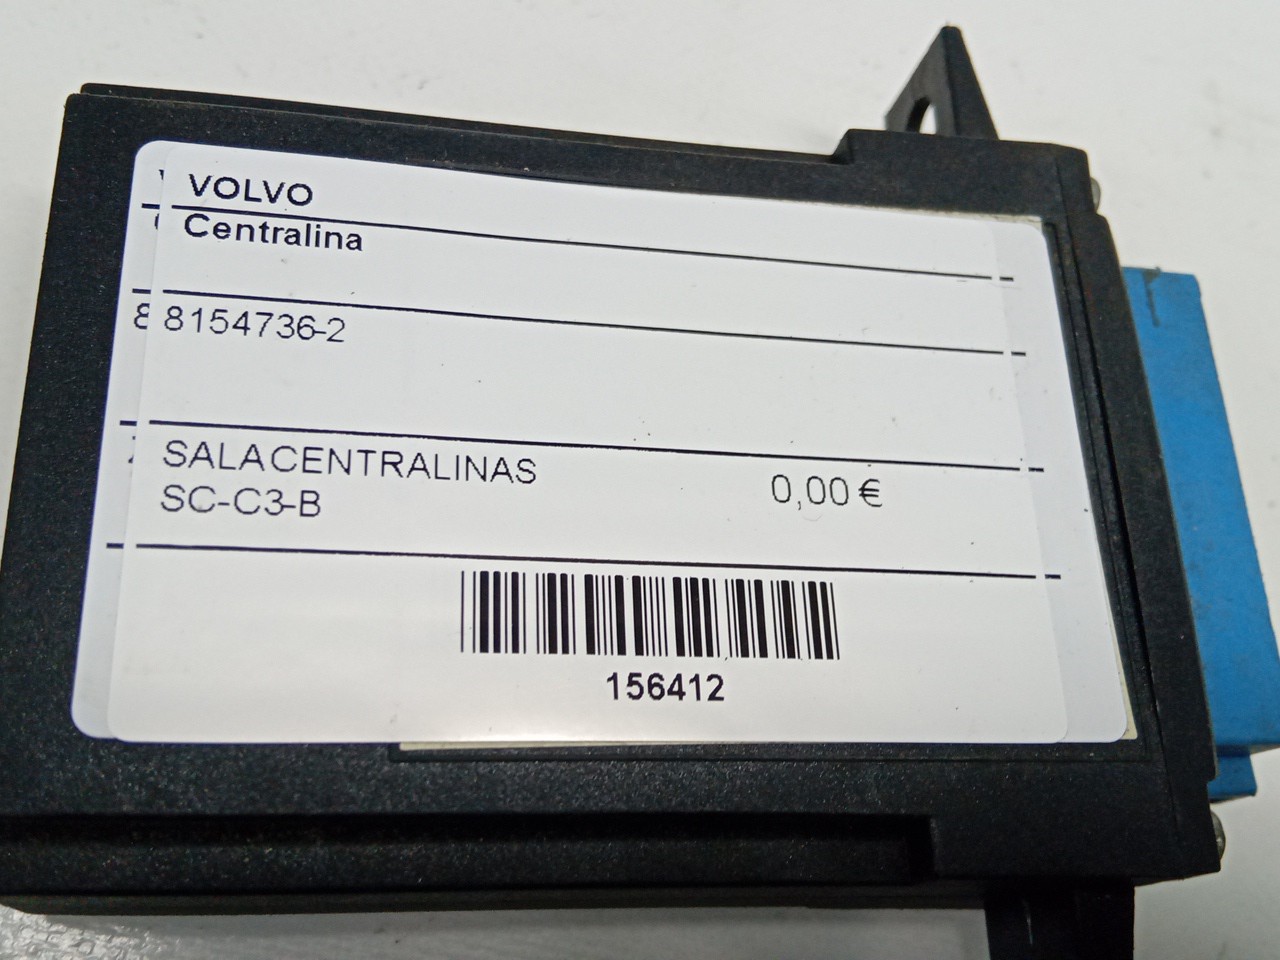 VOLVO
Centralina
8154736-2
SALACENTRALINAS
SC-C3-B
0,00 €
156412